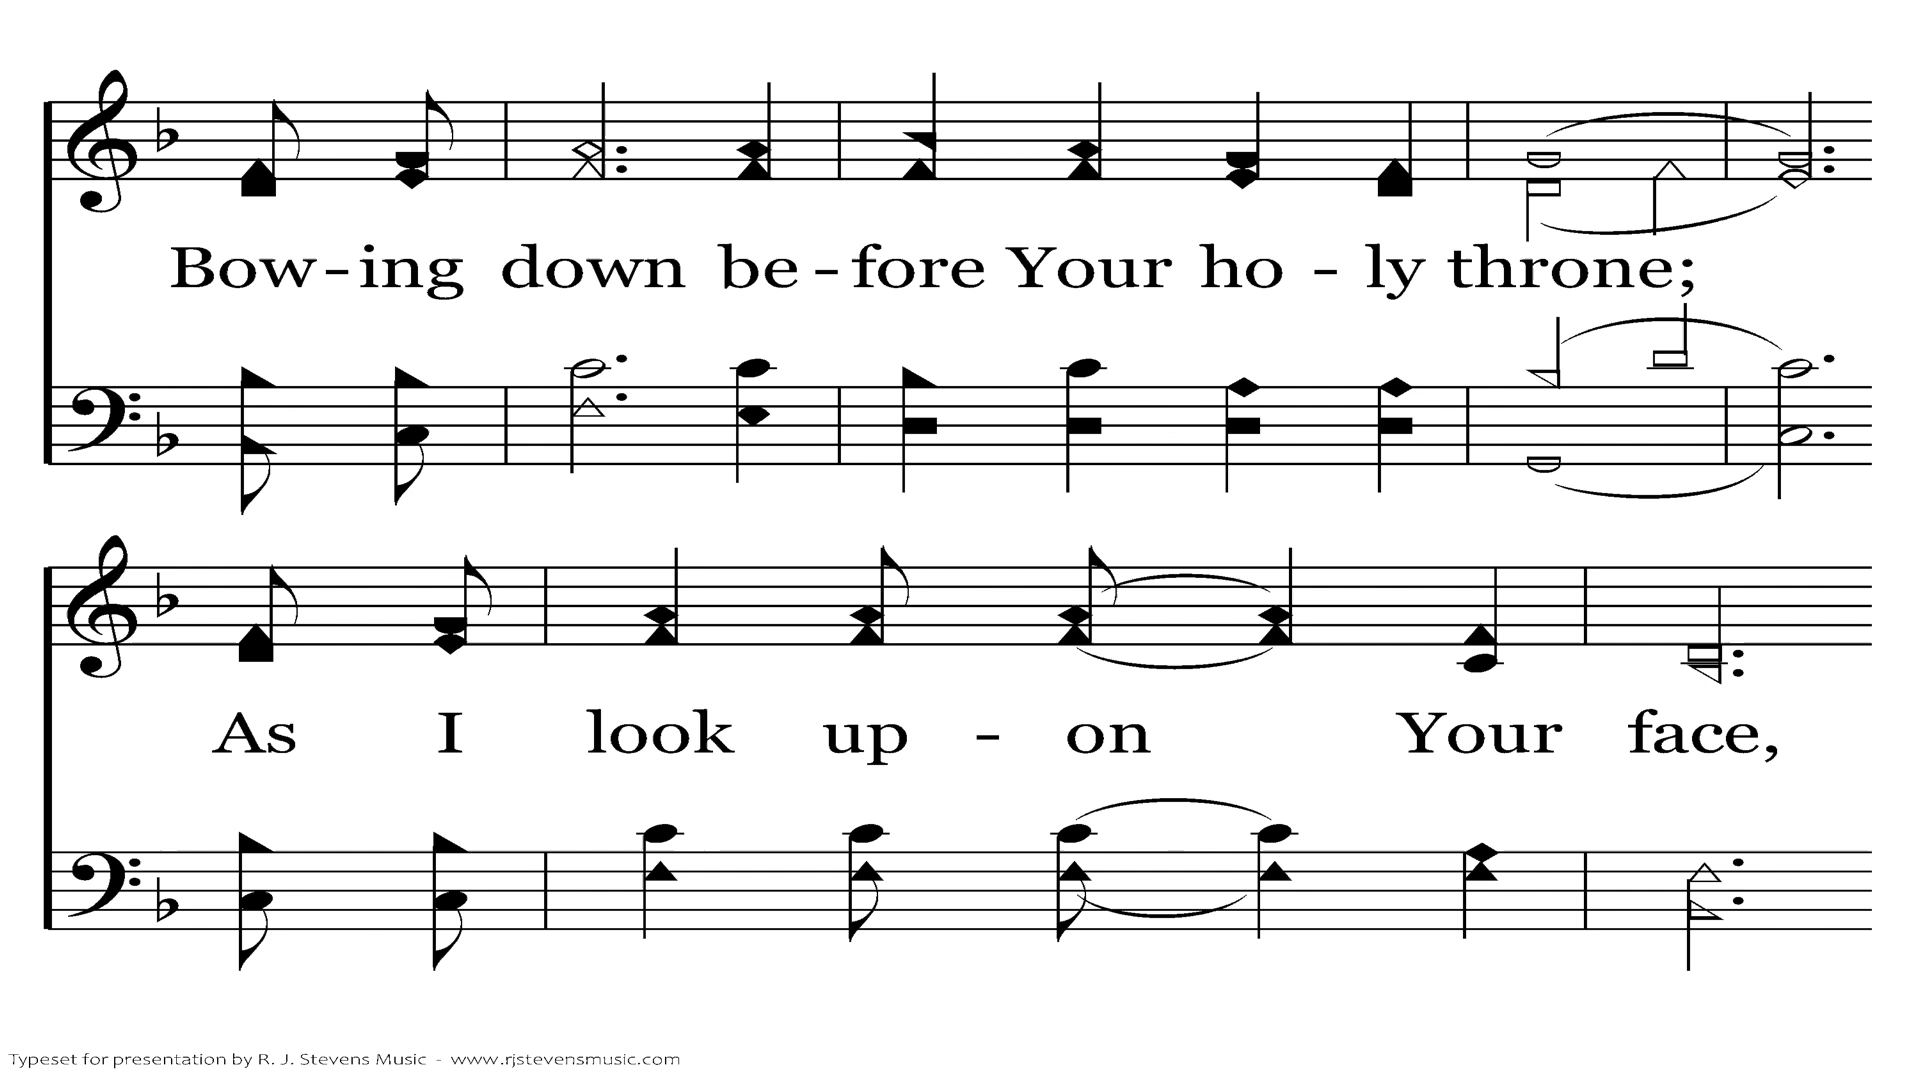 Bow-ing down be-fore Your ho - ly throne;
As I look up - on Your face,
Typeset for presentation by R. J. Stevens Music - www.rjstevensmusic.com